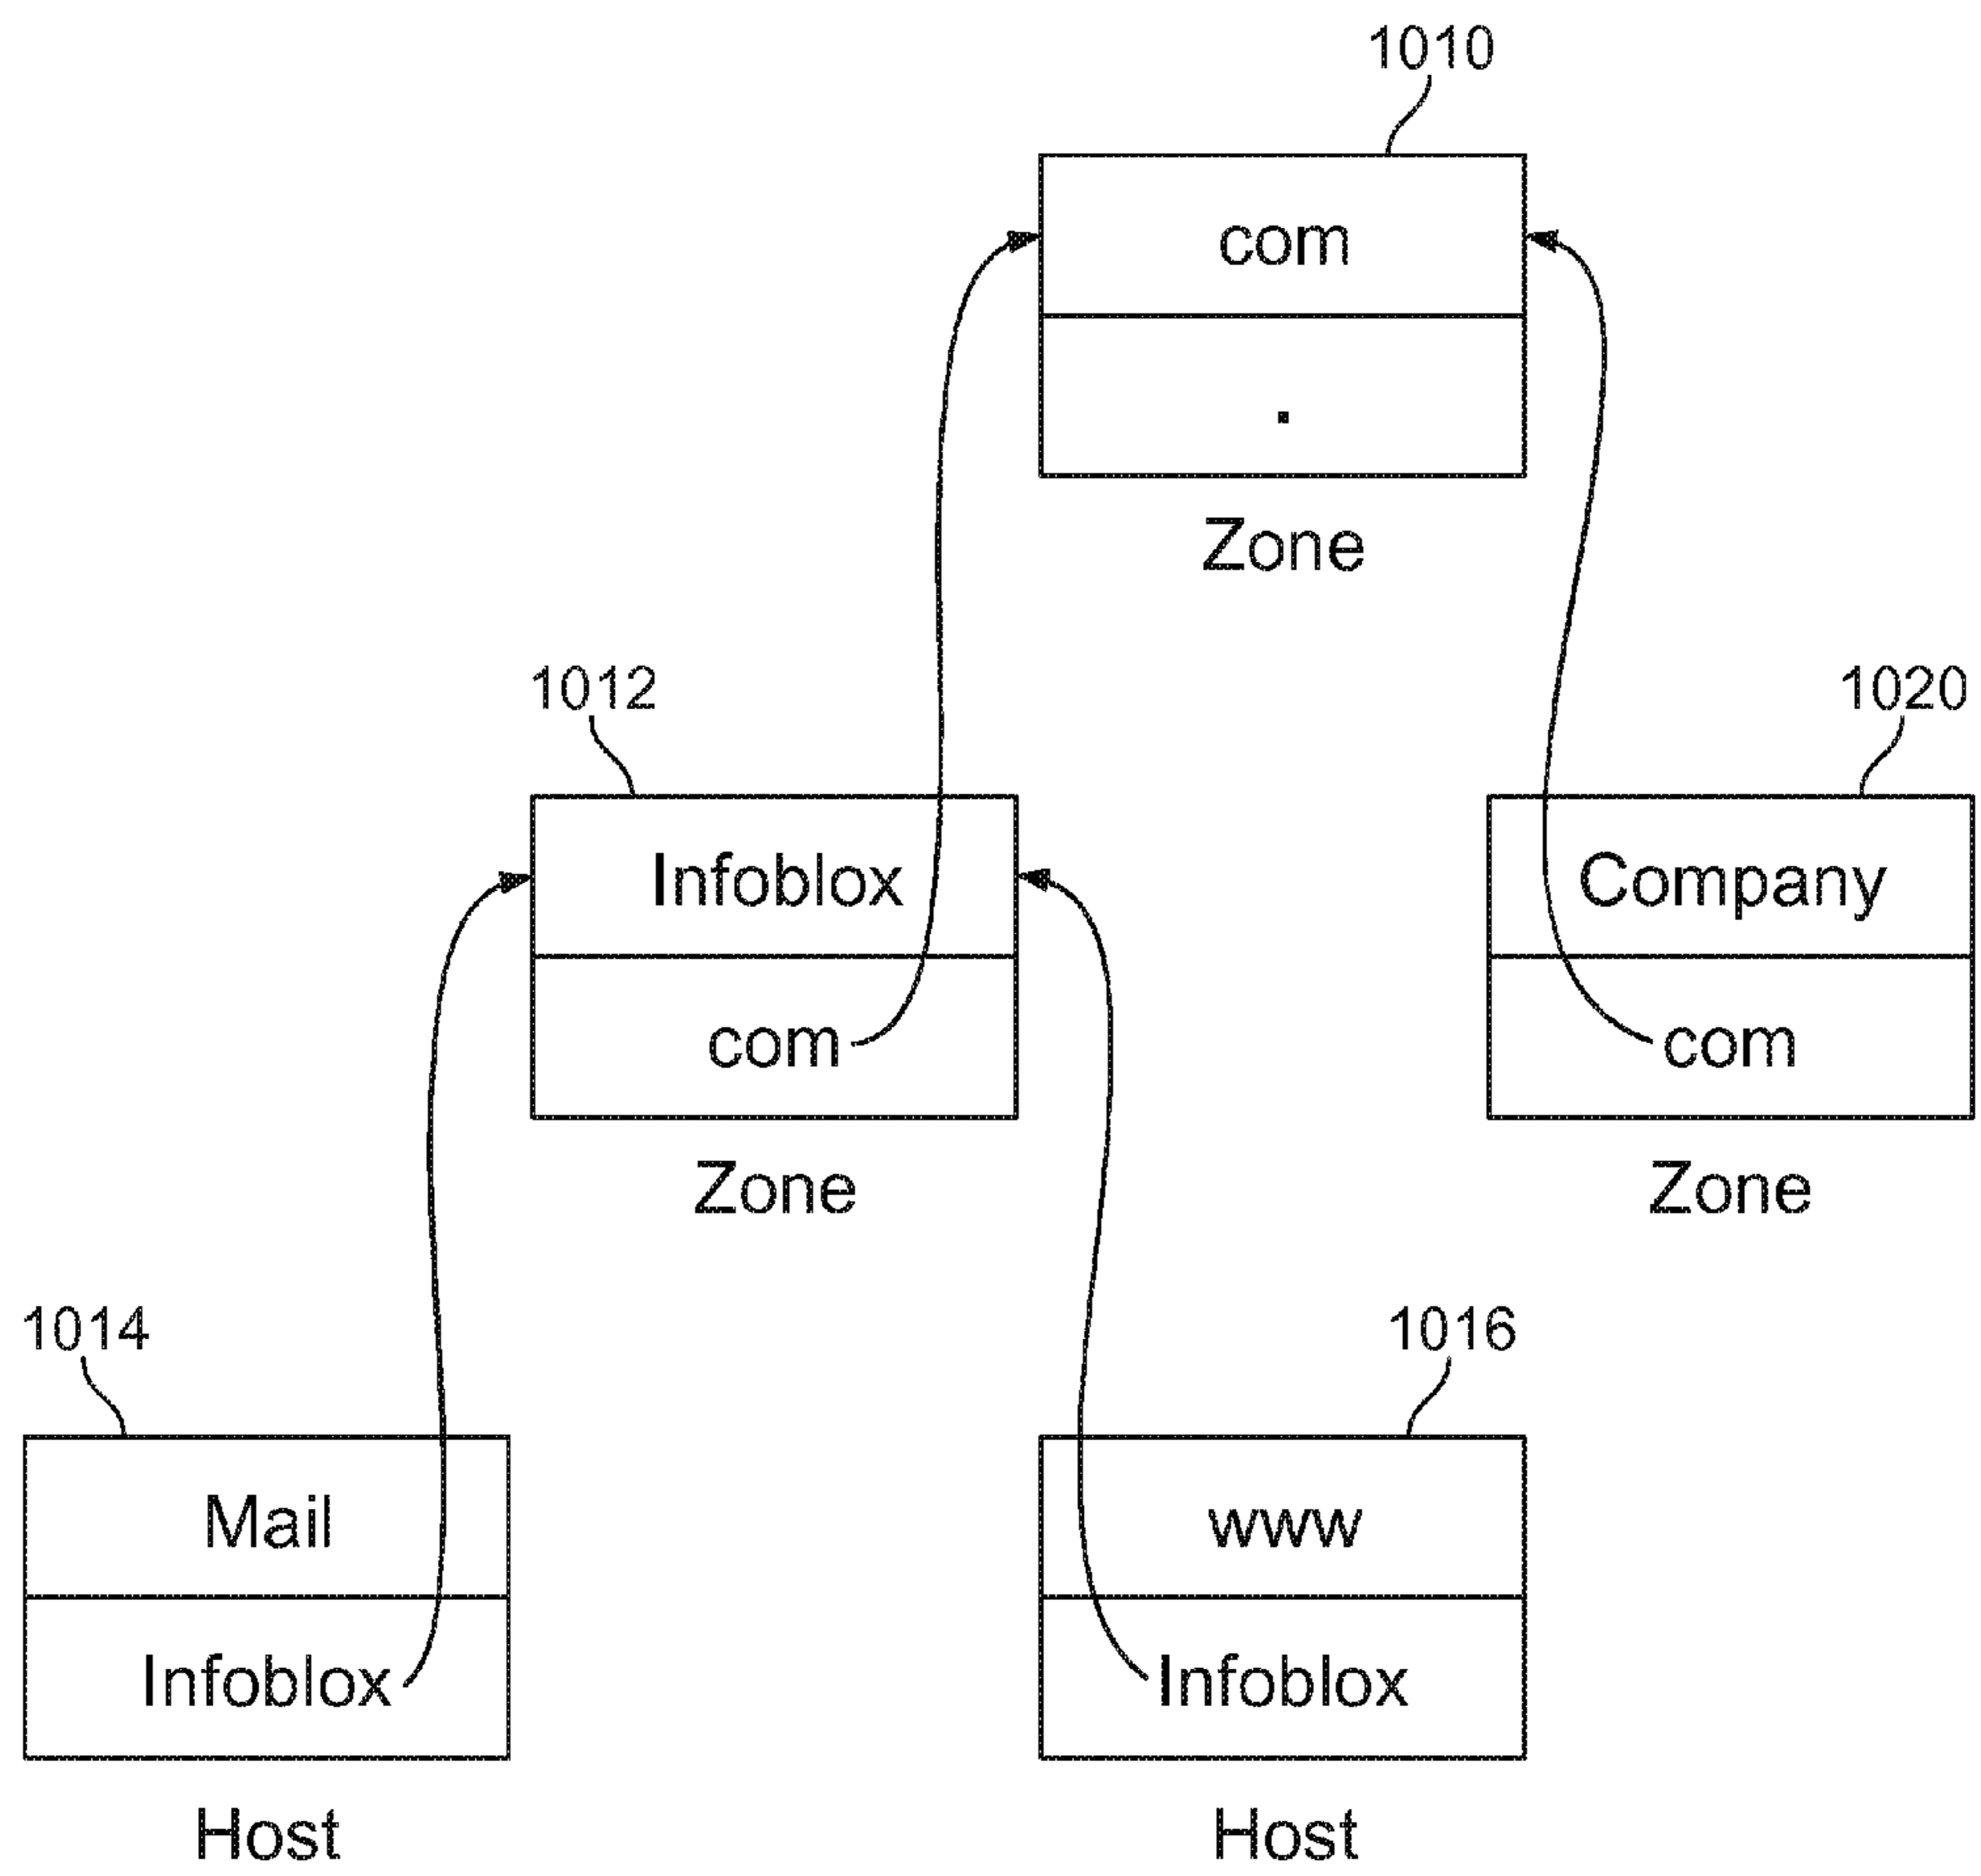 1010
com
.
Zone
1012
1020
Infoblox
Company
com
com
Zone
Zone
1014
1016
Mail
www
Infoblox
Infoblox
Host
Host